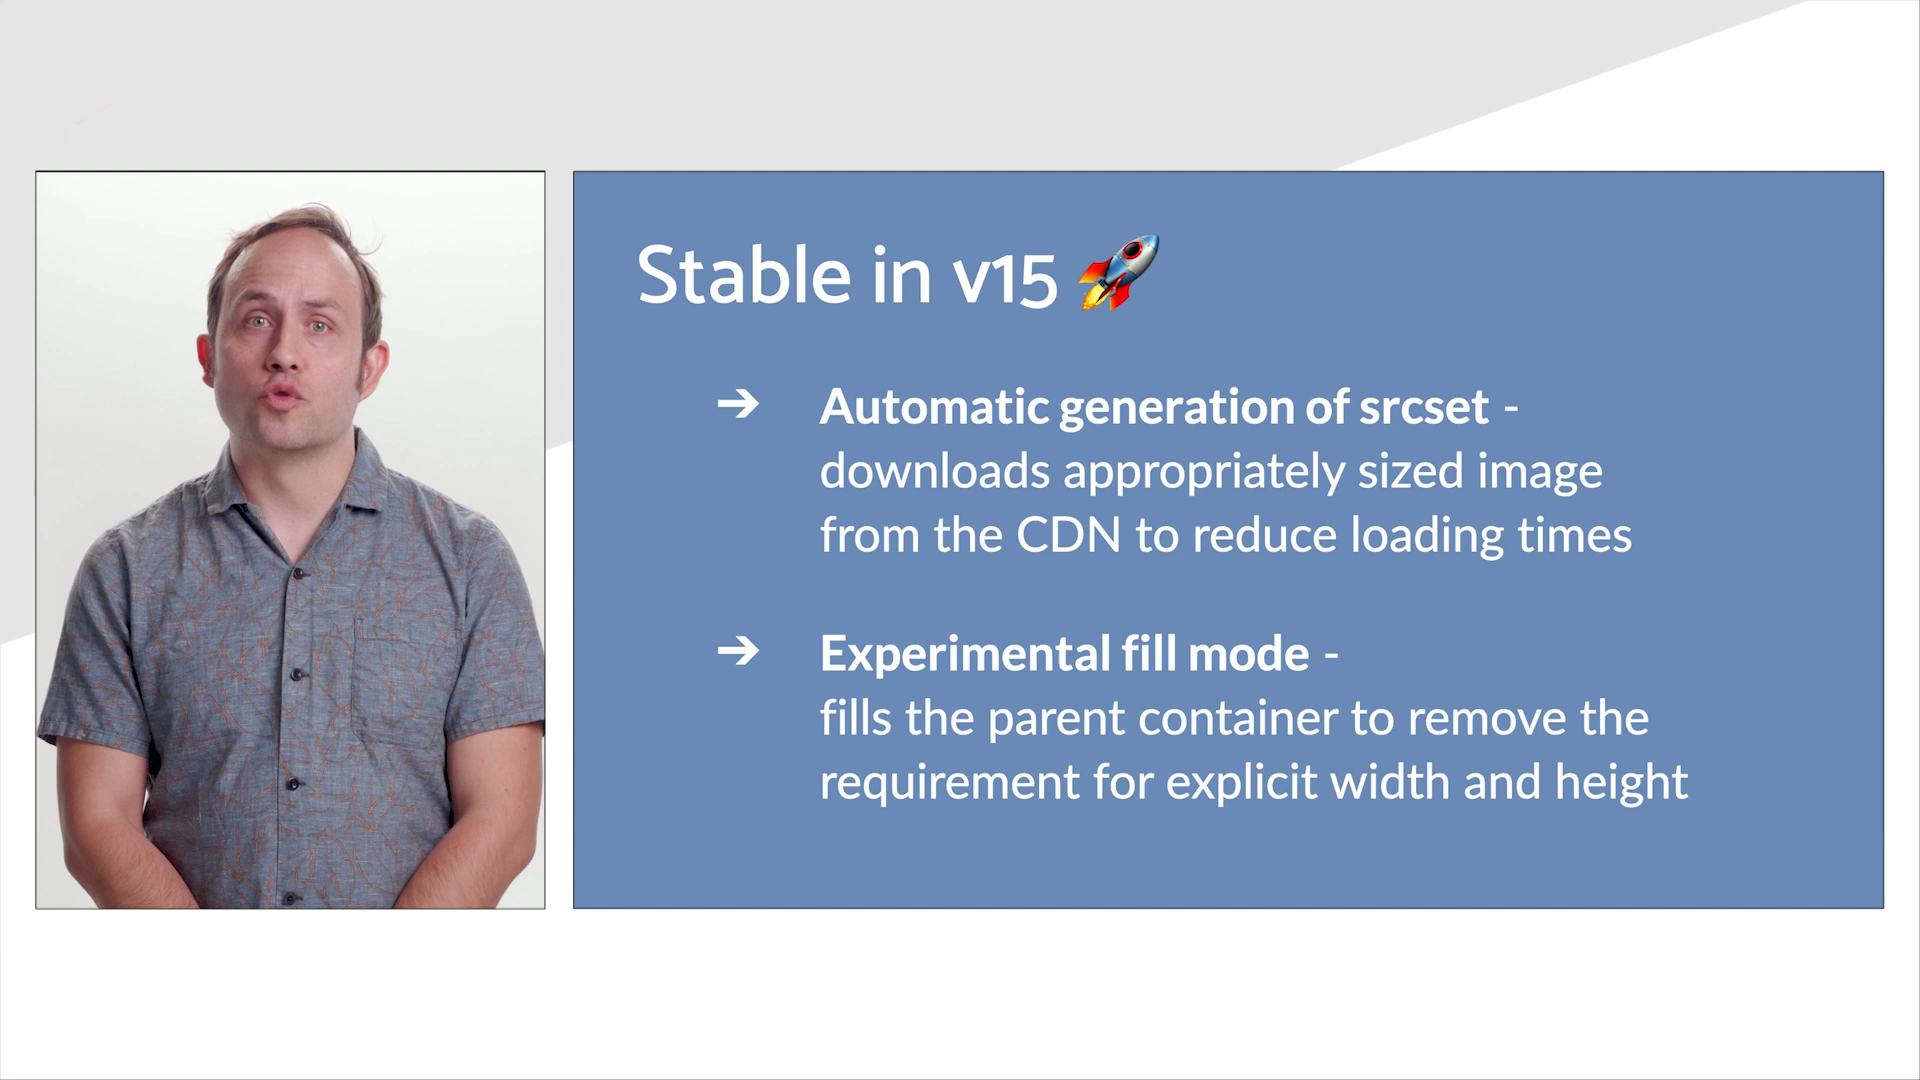 Stable in v15 🚀
➔ Automatic generation of srcset -
downloads appropriately sized image
from the CDN to reduce loading times
➔ Experimental fill mode -
fills the parent container to remove the
requirement for explicit width and height